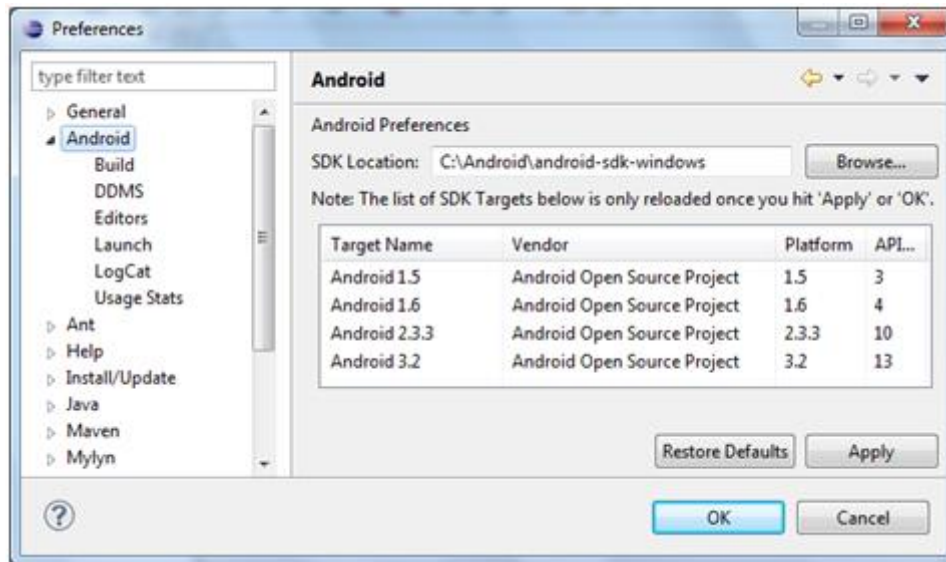 Preferences
type filter text
General
Android
Build
DDMS
Editors
Launch
LogCat
Usage Stats
Ant
Help
Install/Update
Java
Maven
Mylyn
Android
Android Preferences
SDK Location: C:\Android\android-sdk-windows Browse...
Note: The list of SDK Targets below is only reloaded once you hit 'Apply' or 'OK'.
Target Name Vendor Platform API...
Android 1.5 Android Open Source Project 1.5 3
Android 1.6 Android Open Source Project 1.6 4
Android 2.3.3 Android Open Source Project 2.3.3 10
Android 3.2 Android Open Source Project 3.2 13
Restore Defaults Apply
? OK Cancel